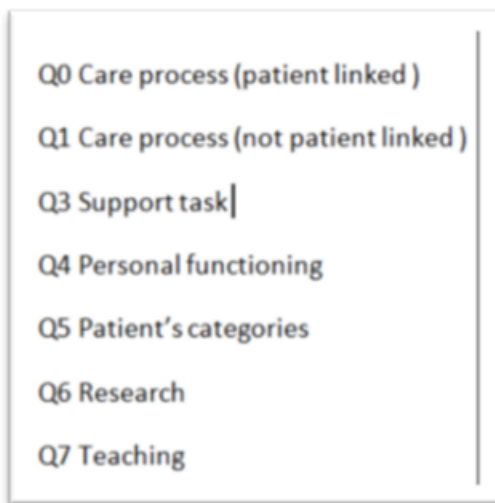 Q0 Care process (patient linked )
Q1 Care process (not patient linked )
Q3 Support task
Q4 Personal functioning
Q5 Patient's categories
Q6 Research
Q7 Teaching